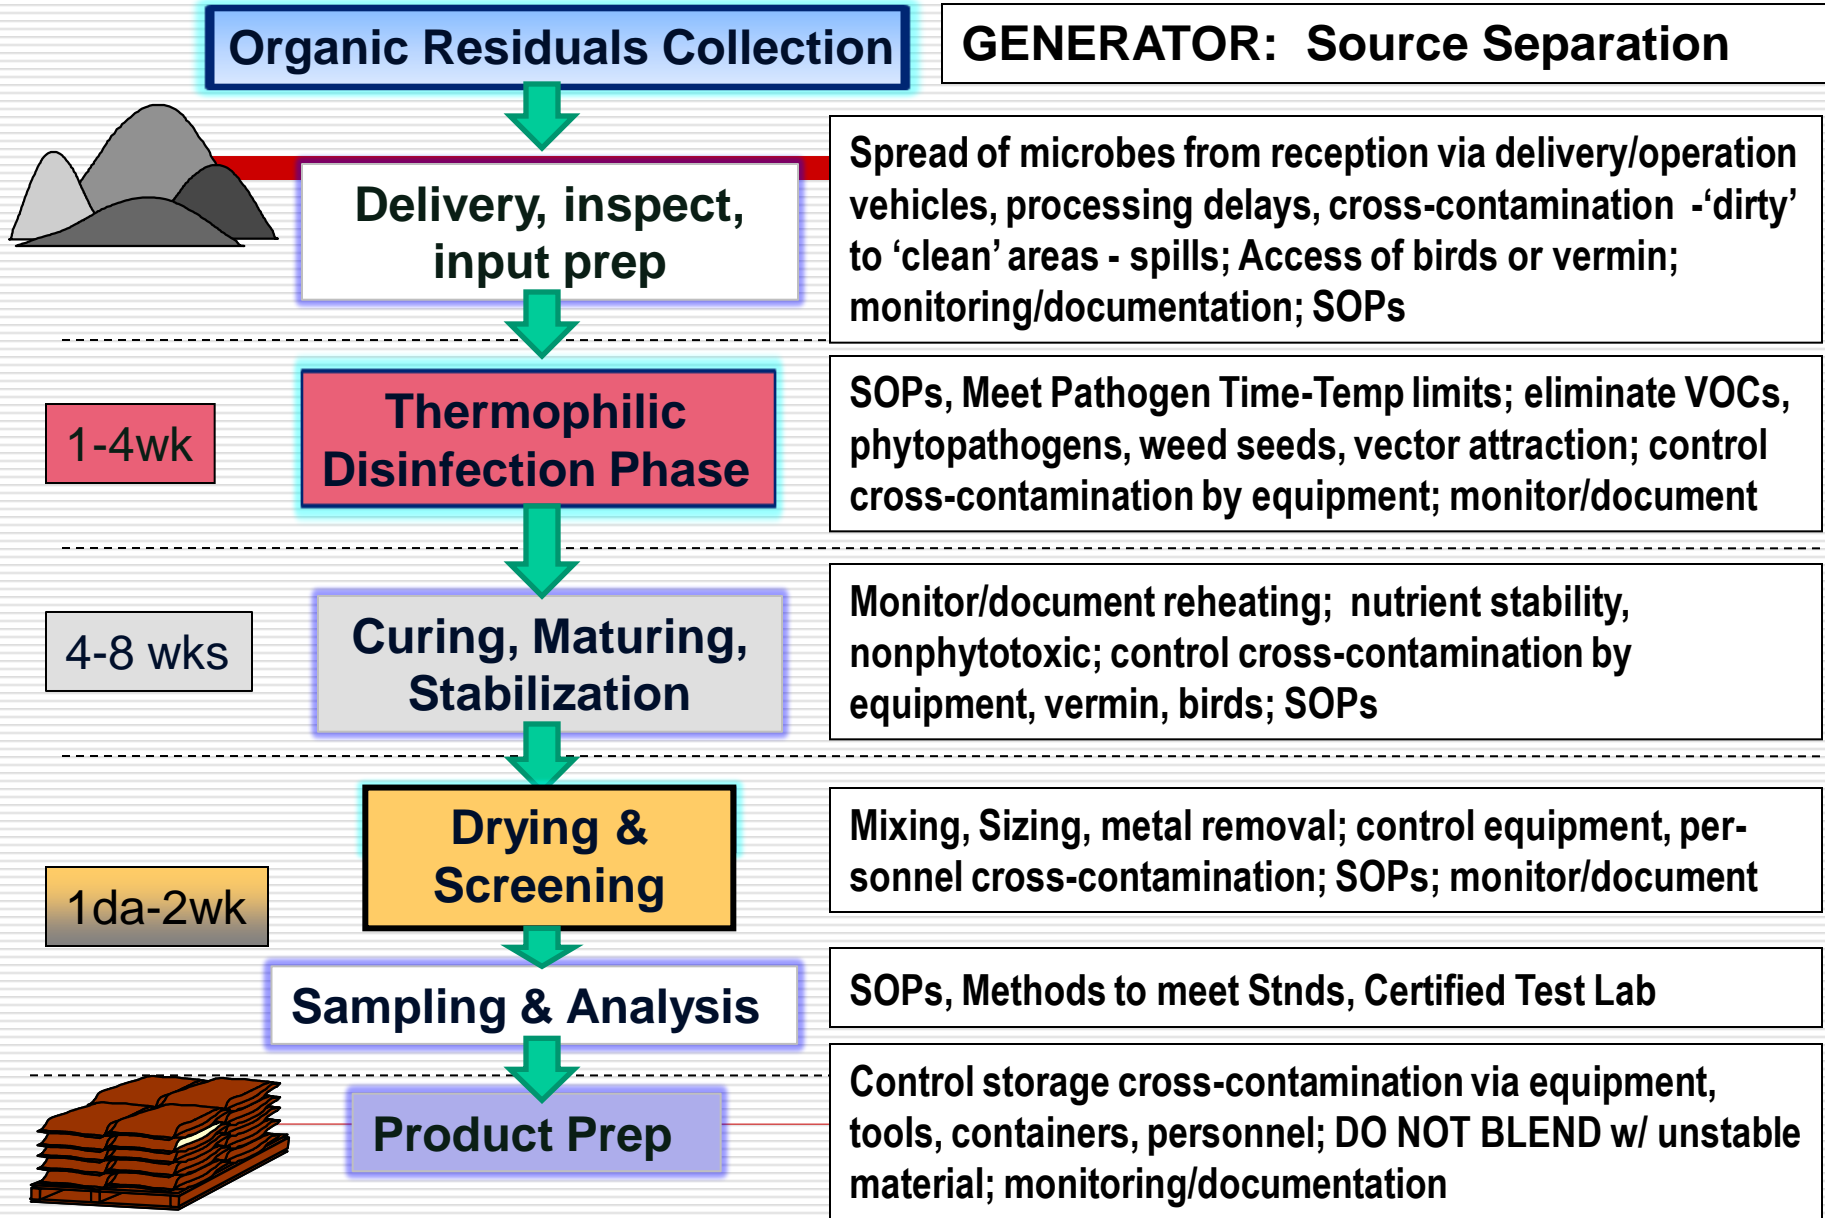 Organic Residuals Collection
GENERATOR: Source Separation
Delivery, inspect,
input prep
Spread of microbes from reception via delivery/operation
vehicles, processing delays, cross-contamination -‘dirty’
to ‘clean’ areas - spills; Access of birds or vermin;
monitoring/documentation; SOPs
1-4wk
Thermophilic
Disinfection Phase
SOPs, Meet Pathogen Time-Temp limits; eliminate VOCs,
phytopathogens, weed seeds, vector attraction; control
cross-contamination by equipment; monitor/document
4-8 wks
Curing, Maturing,
Stabilization
Monitor/document reheating; nutrient stability,
nonphytotoxic; control cross-contamination by
equipment, vermin, birds; SOPs
1da-2wk
Drying &
Screening
Mixing, Sizing, metal removal; control equipment, per-
sonnel cross-contamination; SOPs; monitor/document
Sampling & Analysis
SOPs, Methods to meet Stnds, Certified Test Lab
Product Prep
Control storage cross-contamination via equipment,
tools, containers, personnel; DO NOT BLEND w/ unstable
material; monitoring/documentation